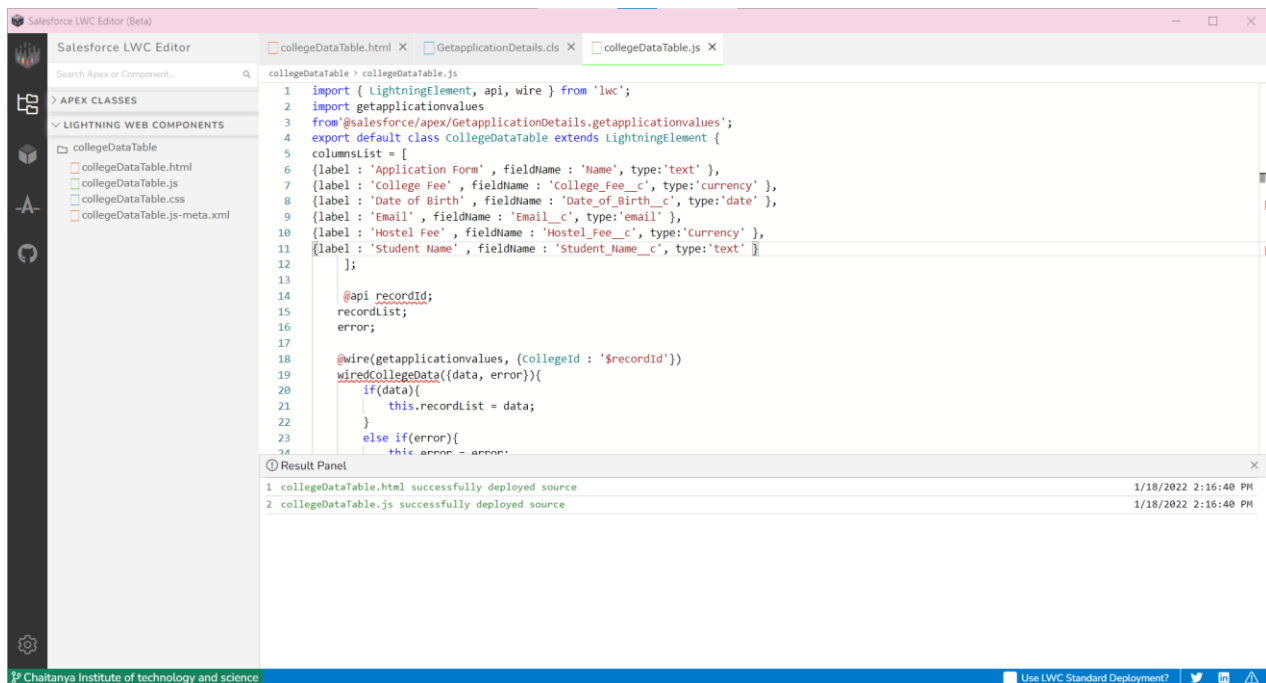 Salesforce LWC Editor (Beta)
Salesforce LWC Editor
Search Apex or Component...
APEX CLASSES
LIGHTNING WEB COMPONENTS
collegeDataTable
collegeDataTable.html
collegeDataTable.js
collegeDataTable.css
collegeDataTable.js-meta.xml
collegeDataTable.html × GetapplicationDetails.cls × collegeDataTable.js ×
collegeDataTable > collegeDataTable.js
1 import { LightningElement, api, wire } from 'lwc';
2 import getapplicationvalues
3 from'@salesforce/apex/GetapplicationDetails.getapplicationvalues';
4 export default class CollegeDataTable extends LightningElement {
5 columnsList = [
6 {label : 'Application Form' , fieldName : 'Name', type:'text' },
7 {label : 'College Fee' , fieldName : 'College_Fee__c', type:'currency' },
8 {label : 'Date of Birth' , fieldName : 'Date_of_Birth__c', type:'date' },
9 {label : 'Email' , fieldName : 'Email__c', type:'email' },
10 {label : 'Hostel Fee' , fieldName : 'Hostel_Fee__c', type:'Currency' },
11 {label : 'Student Name' , fieldName : 'Student_Name__c', type:'text' }
12 ];
13
14 @api recordId;
15 recordList;
16 error;
17
18 @wire(getapplicationvalues, {CollegeId : '$recordId'})
19 wiredCollegeData({data, error}){
20 if(data){
21 this.recordList = data;
22 }
23 else if(error){
24 this.error = error;
Result Panel
1 collegeDataTable.html successfully deployed source 1/18/2022 2:16:40 PM
2 collegeDataTable.js successfully deployed source 1/18/2022 2:16:40 PM
Chaitanya Institute of technology and science
Use LWC Standard Deployment?